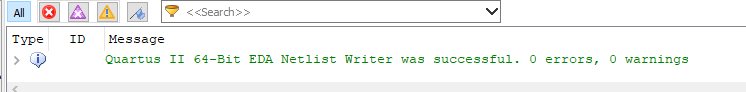 All <<Search>>
Type ID Message
Quartus II 64-Bit EDA Netlist Writer was successful. 0 errors, 0 warnings